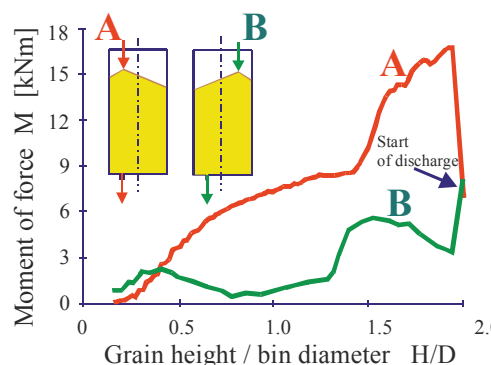 A
B
18
15
12
9
6
3
0
Moment of force M [kNm]
A
Start
of discharge
B
0
0.5
1.0
1.5
2.0
Grain height / bin diameter H/D